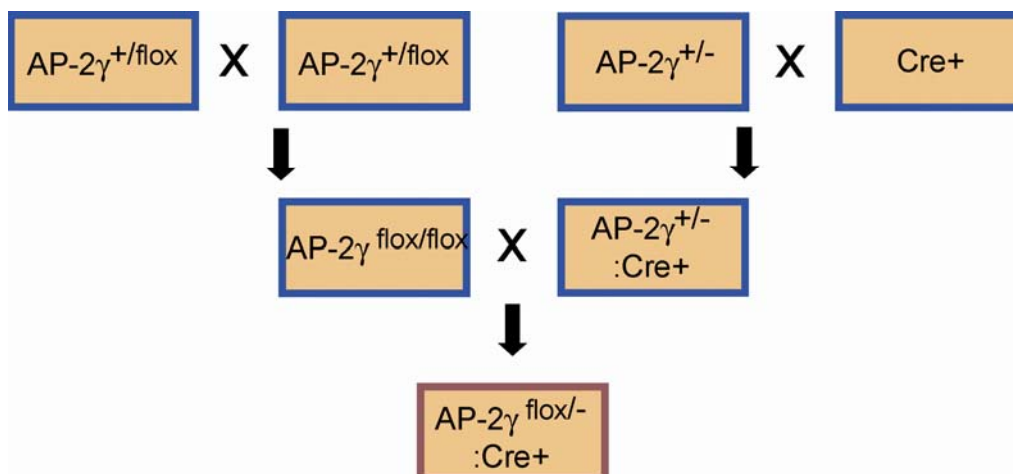 AP-2γ+/flox X AP-2γ+/flox AP-2γ+/- X Cre+
AP-2γ flox/flox X AP-2γ+/-
:Cre+
AP-2γ flox/-
:Cre+